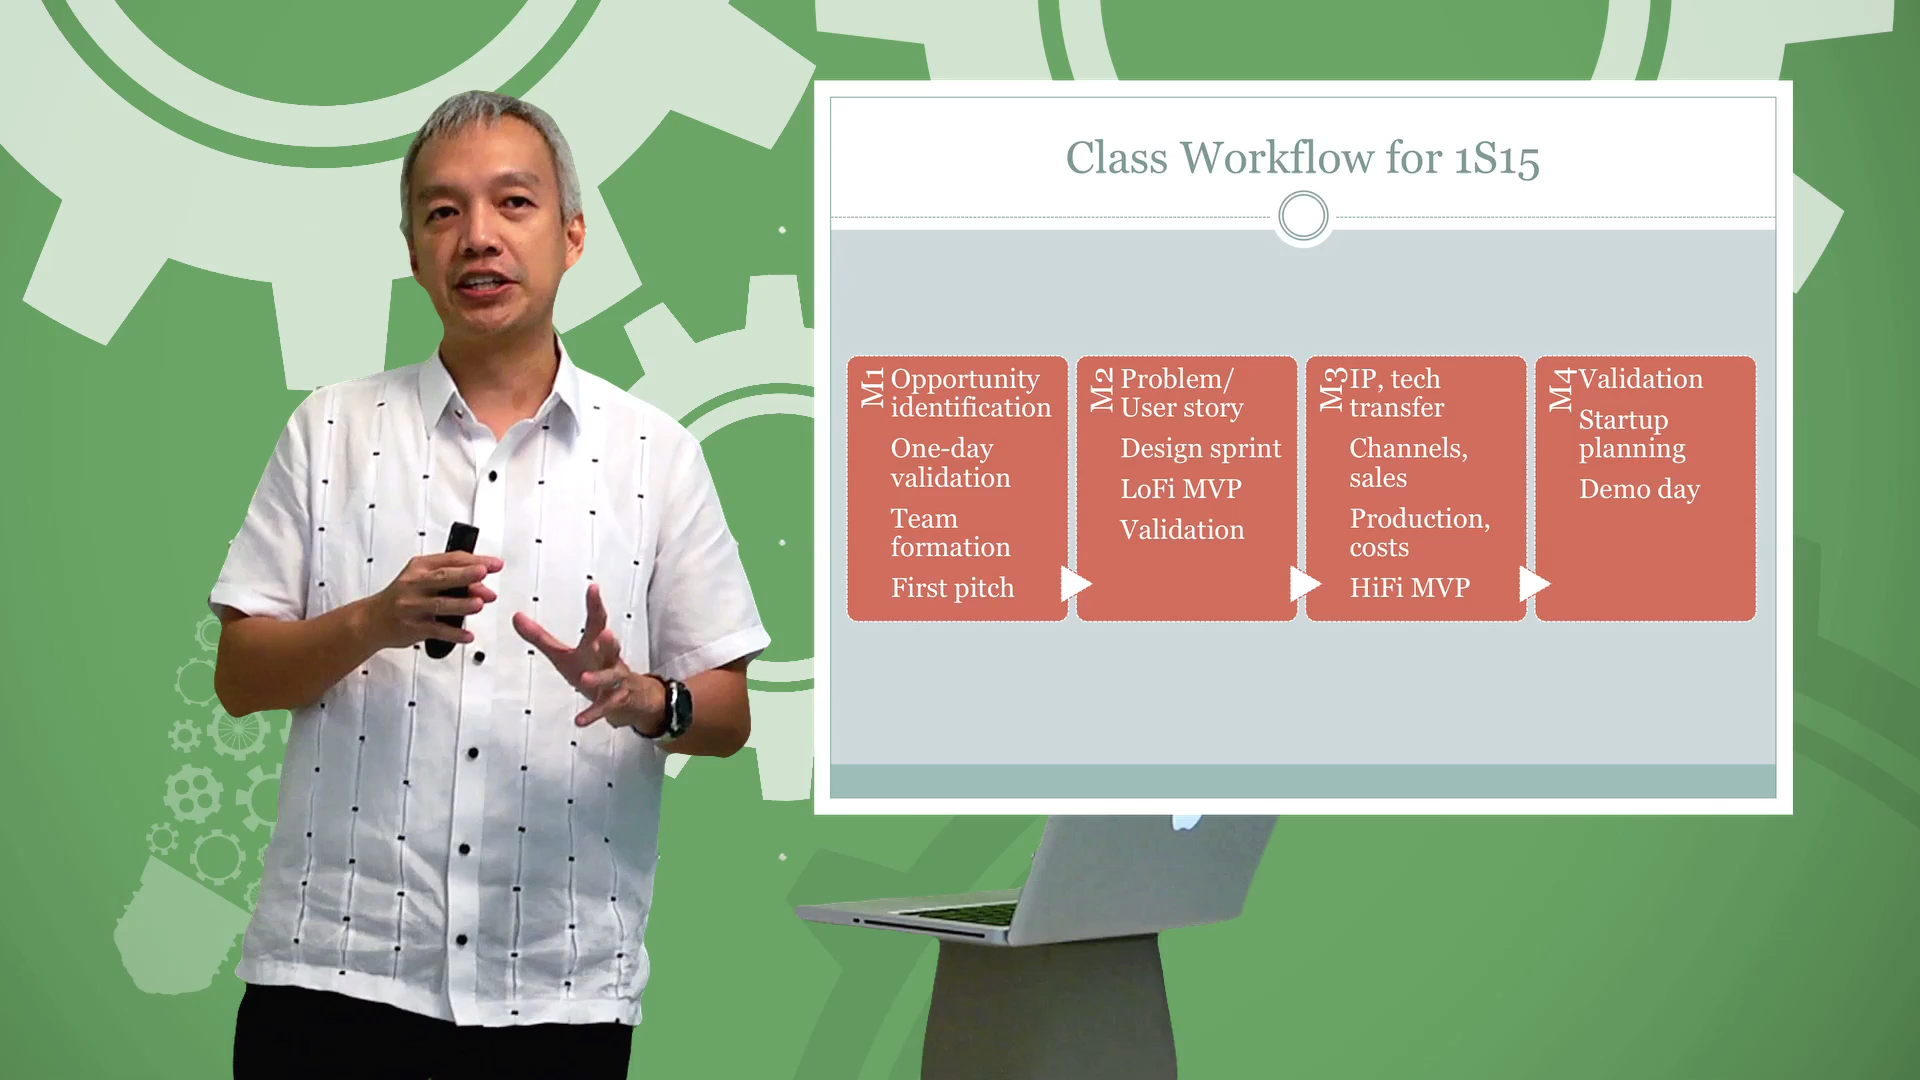 Class Workflow for 1S15
M1
Opportunity
identification
One-day
validation
Team
formation
First pitch
M2
Problem/
User story
Design sprint
LoFi MVP
Validation
M3
IP, tech
transfer
Channels,
sales
Production,
costs
HiFi MVP
M4
Validation
Startup
planning
Demo day